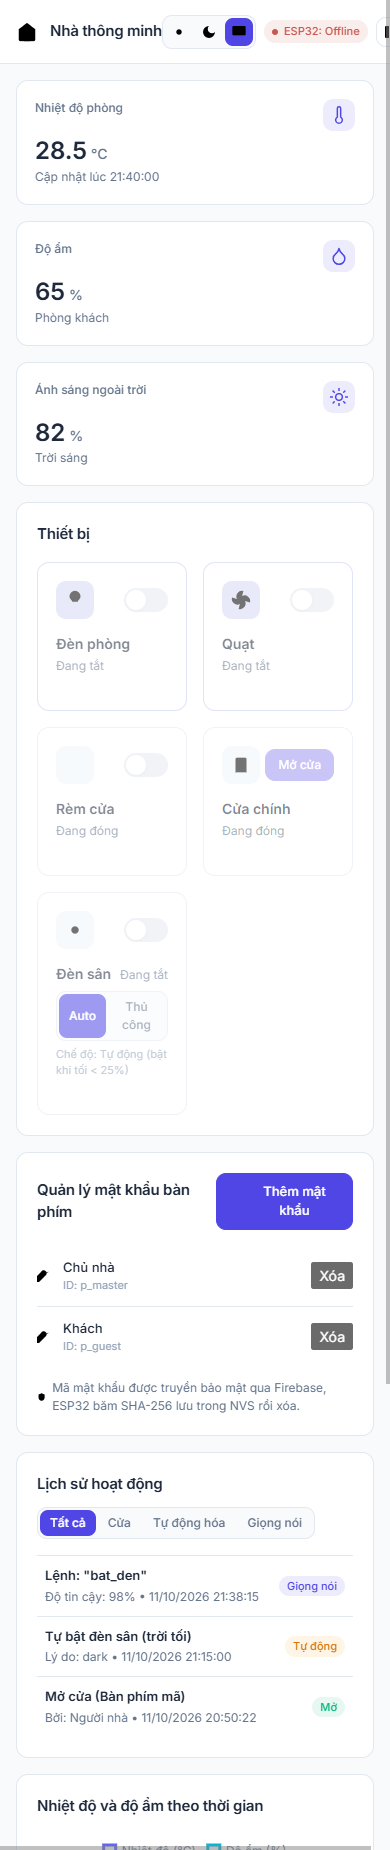 Nhà thông minh
ESP32: Offline
Nhiệt độ phòng
28.5 °C
Cập nhật lúc 21:40:00
Độ ẩm
65 %
Phòng khách
Ánh sáng ngoài trời
82 %
Trời sáng
Thiết bị
Đèn phòng
Đang tắt
Quạt
Đang tắt
Rèm cửa
Đang đóng
Mở cửa
Cửa chính
Đang đóng
Đèn sân Đang tắt
Auto
Thủ
công
Chế độ: Tự động (bật
khi tối < 25%)
Quản lý mật khẩu bàn
phím
Thêm mật
khẩu
Chủ nhà
ID: p_master
Xóa
Khách
ID: p_guest
Xóa
Mã mật khẩu được truyền bảo mật qua Firebase,
ESP32 băm SHA-256 lưu trong NVS rồi xóa.
Lịch sử hoạt động
Tất cả Cửa Tự động hóa Giọng nói
Lệnh: "bat_den"
Độ tin cậy: 98% • 11/10/2026 21:38:15
Giọng nói
Tự bật đèn sân (trời tối)
Lý do: dark • 11/10/2026 21:15:00
Tự động
Mở cửa (Bàn phím mã)
Bởi: Người nhà • 11/10/2026 20:50:22
Mở
Nhiệt độ và độ ẩm theo thời gian
Nhiệt độ (°C) Độ ẩm (%)